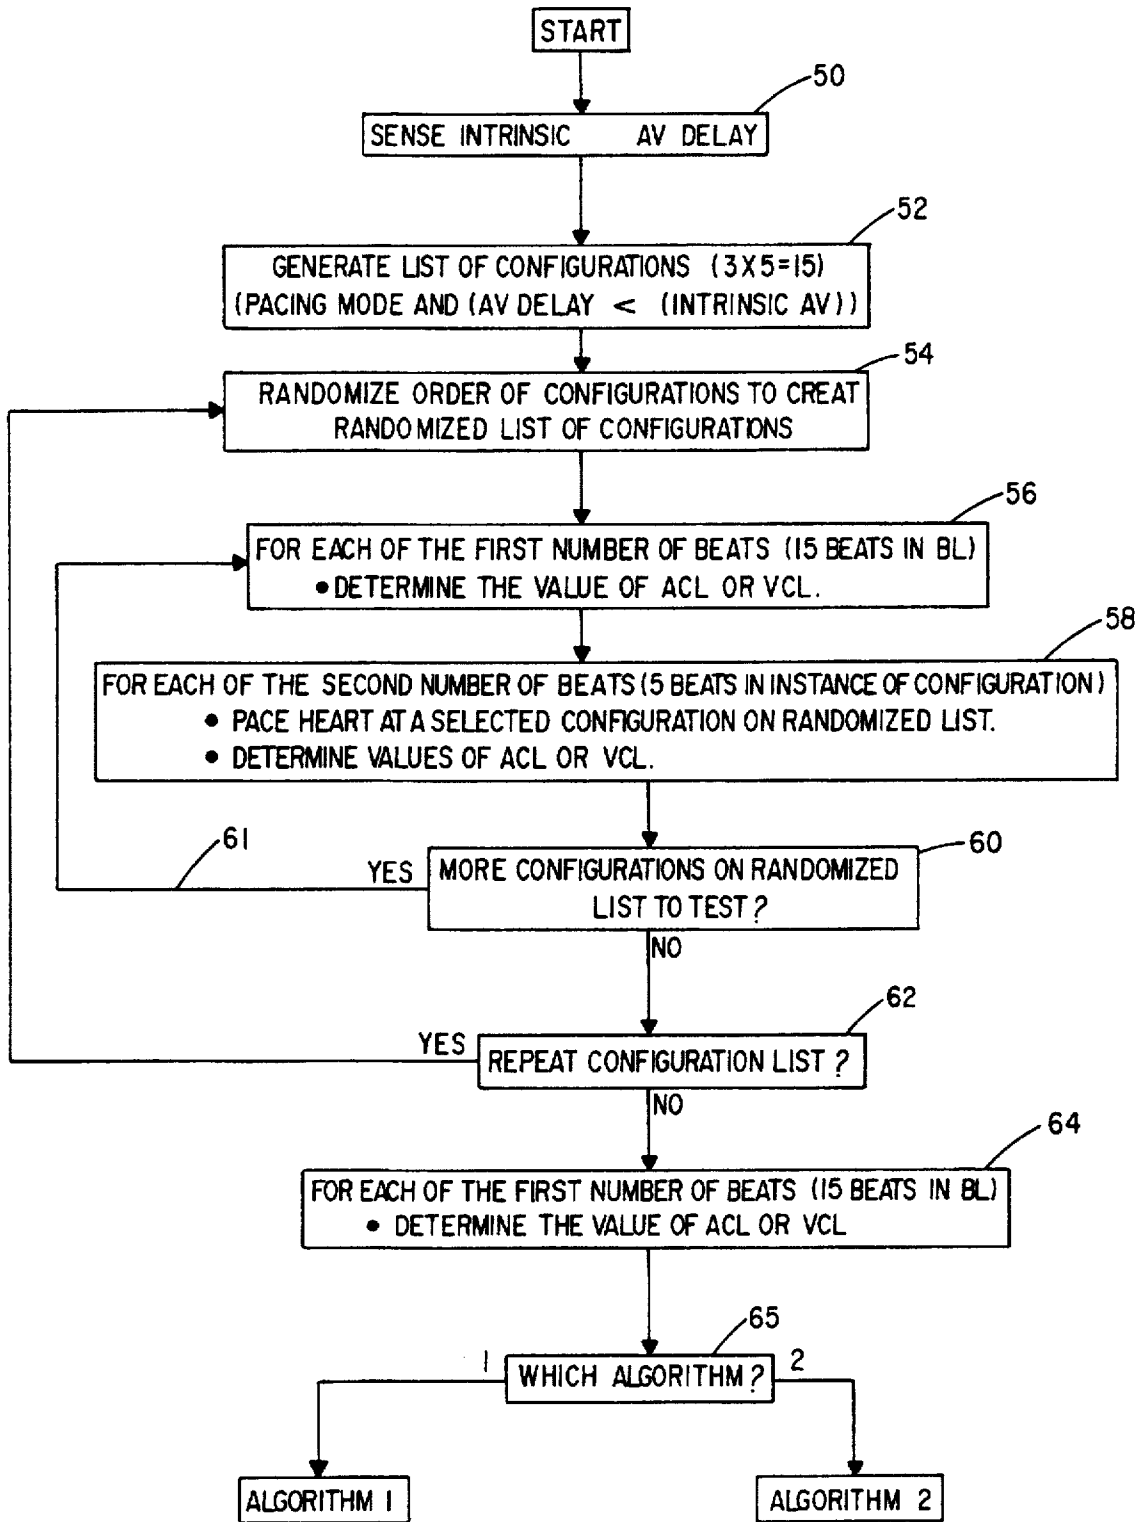 START
50
SENSE INTRINSIC AV DELAY
52
GENERATE LIST OF CONFIGURATIONS (3X5=15)
(PACING MODE AND (AV DELAY < (INTRINSIC AV))
54
RANDOMIZE ORDER OF CONFIGURATIONS TO CREAT
RANDOMIZED LIST OF CONFIGURATIONS
56
FOR EACH OF THE FIRST NUMBER OF BEATS (15 BEATS IN BL)
• DETERMINE THE VALUE OF ACL OR VCL.
58
FOR EACH OF THE SECOND NUMBER OF BEATS (5 BEATS IN INSTANCE OF CONFIGURATION)
• PACE HEART AT A SELECTED CONFIGURATION ON RANDOMIZED LIST.
• DETERMINE VALUES OF ACL OR VCL.
61
60
YES
MORE CONFIGURATIONS ON RANDOMIZED
LIST TO TEST?
NO
62
YES
REPEAT CONFIGURATION LIST?
NO
64
FOR EACH OF THE FIRST NUMBER OF BEATS (15 BEATS IN BL)
• DETERMINE THE VALUE OF ACL OR VCL
65
1
WHICH ALGORITHM?
2
ALGORITHM 1
ALGORITHM 2